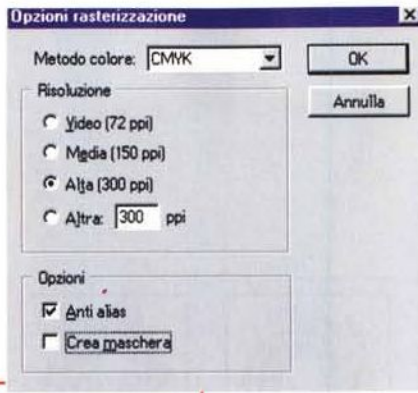 Opzioni rasterizzazione
Metodo colore: CMYK
OK
Annulla
Risoluzione
Video (72 ppi)
Media (150 ppi)
Alta (300 ppi)
Altra: 300 ppi
Opzioni
Anti alias
Crea maschera